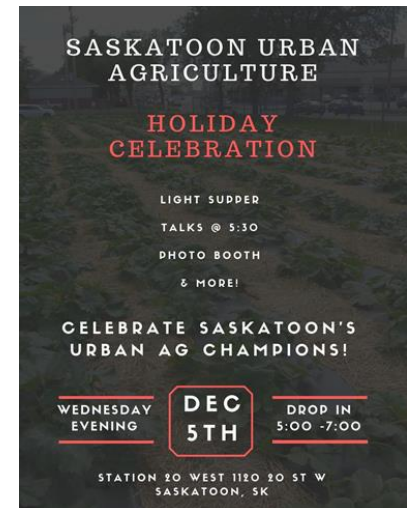 SASKATOON URBAN
AGRICULTURE
HOLIDAY
CELEBRATION
LIGHT SUPPER
TALKS @ 5:30
PHOTO BOOTH
& MORE!
CELEBRATE SASKATOON'S
URBAN AG CHAMPIONS!
WEDNESDAY
EVENING
DEC
5TH
DROP IN
5:00 -7:00
STATION 20 WEST 1120 20 ST W
SASKATOON, SK